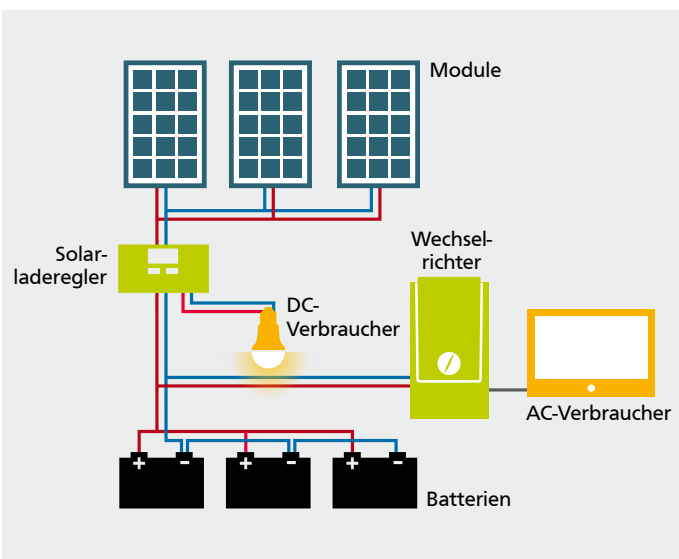 Module
Solar-
laderegler
Wechsel-
richter
DC-
Verbraucher
AC-Verbraucher
+ - + - + -
Batterien